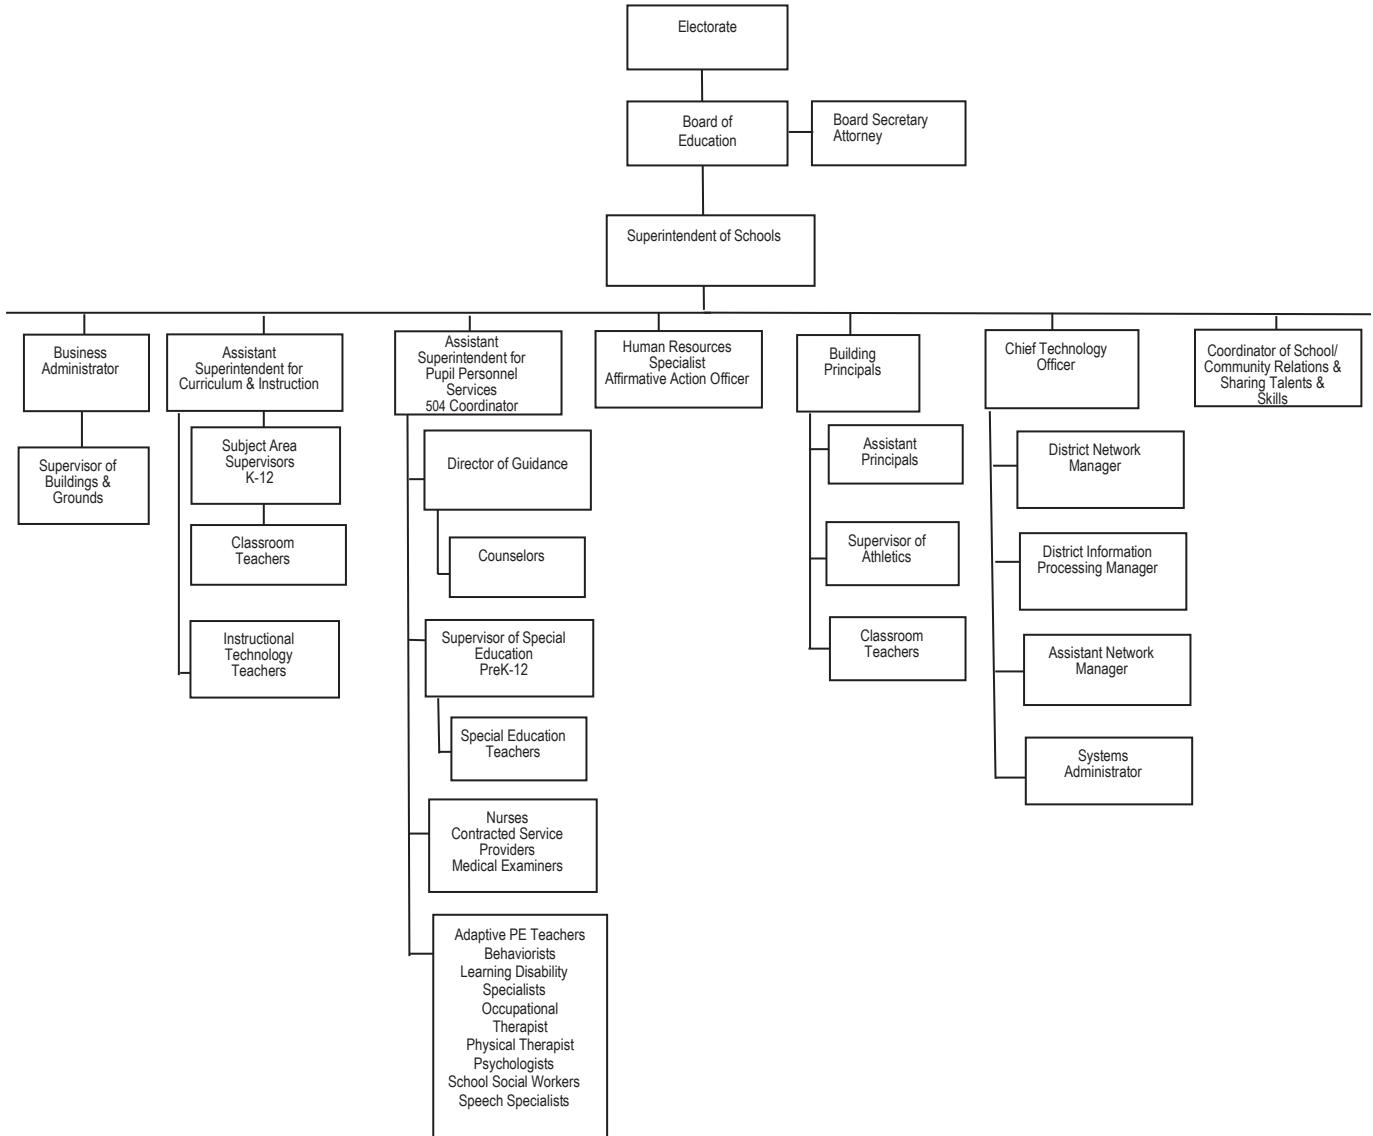 Electorate
Board of
Education
Board Secretary
Attorney
Superintendent of Schools
Business
Administrator
Supervisor of
Buildings &
Grounds
Assistant
Superintendent for
Curriculum & Instruction
Subject Area
Supervisors
K-12
Classroom
Teachers
Instructional
Technology
Teachers
Assistant
Superintendent for
Pupil Personnel
Services
504 Coordinator
Director of Guidance
Counselors
Supervisor of Special
Education
PreK-12
Special Education
Teachers
Nurses
Contracted Service
Providers
Medical Examiners
Adaptive PE Teachers
Behaviorists
Learning Disability
Specialists
Occupational
Therapist
Physical Therapist
Psychologists
School Social Workers
Speech Specialists
Human Resources
Specialist
Affirmative Action Officer
Building
Principals
Assistant
Principals
Supervisor of
Athletics
Classroom
Teachers
Chief Technology
Officer
District Network
Manager
District Information
Processing Manager
Assistant Network
Manager
Systems
Administrator
Coordinator of School/
Community Relations &
Sharing Talents &
Skills